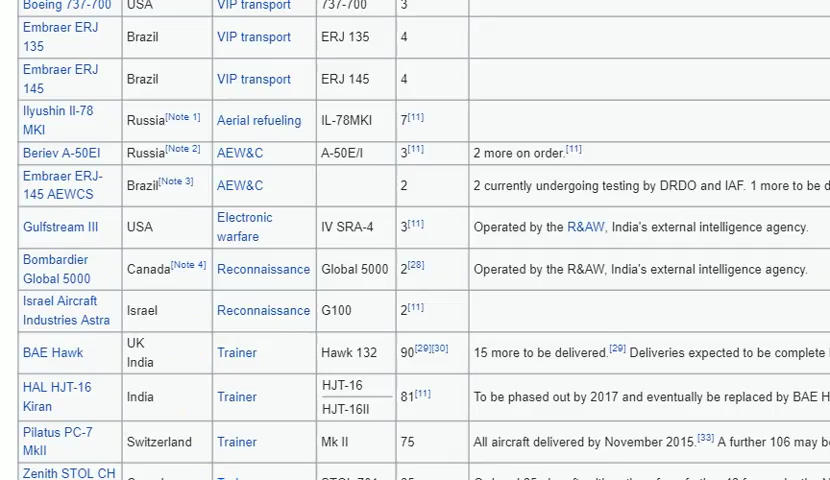 Boeing 737-700 USA VIP transport 737-700 3
Embraer ERJ
135 Brazil VIP transport ERJ 135 4
Embraer ERJ
145 Brazil VIP transport ERJ 145 4
Ilyushin Il-78
MKI Russia[Note 1] Aerial refueling IL-78MKI 7[11]
Beriev A-50EI Russia[Note 2] AEW&C A-50E/I 3[11] 2 more on order.[11]
Embraer ERJ-
145 AEWCS Brazil[Note 3] AEW&C 2 2 currently undergoing testing by DRDO and IAF. 1 more to be d
Gulfstream III USA Electronic
warfare IV SRA-4 3[11] Operated by the R&AW, India's external intelligence agency.
Bombardier
Global 5000 Canada[Note 4] Reconnaissance Global 5000 2[28] Operated by the R&AW, India's external intelligence agency.
Israel Aircraft
Industries Astra Israel Reconnaissance G100 2[11]
BAE Hawk UK
India Trainer Hawk 132 90[29][30] 15 more to be delivered.[29] Deliveries expected to be complete
HAL HJT-16
Kiran India Trainer HJT-16
HJT-16II 81[11] To be phased out by 2017 and eventually be replaced by BAE H
Pilatus PC-7
MkII Switzerland Trainer Mk II 75 All aircraft delivered by November 2015.[33] A further 106 may be
Zenith STOL CH